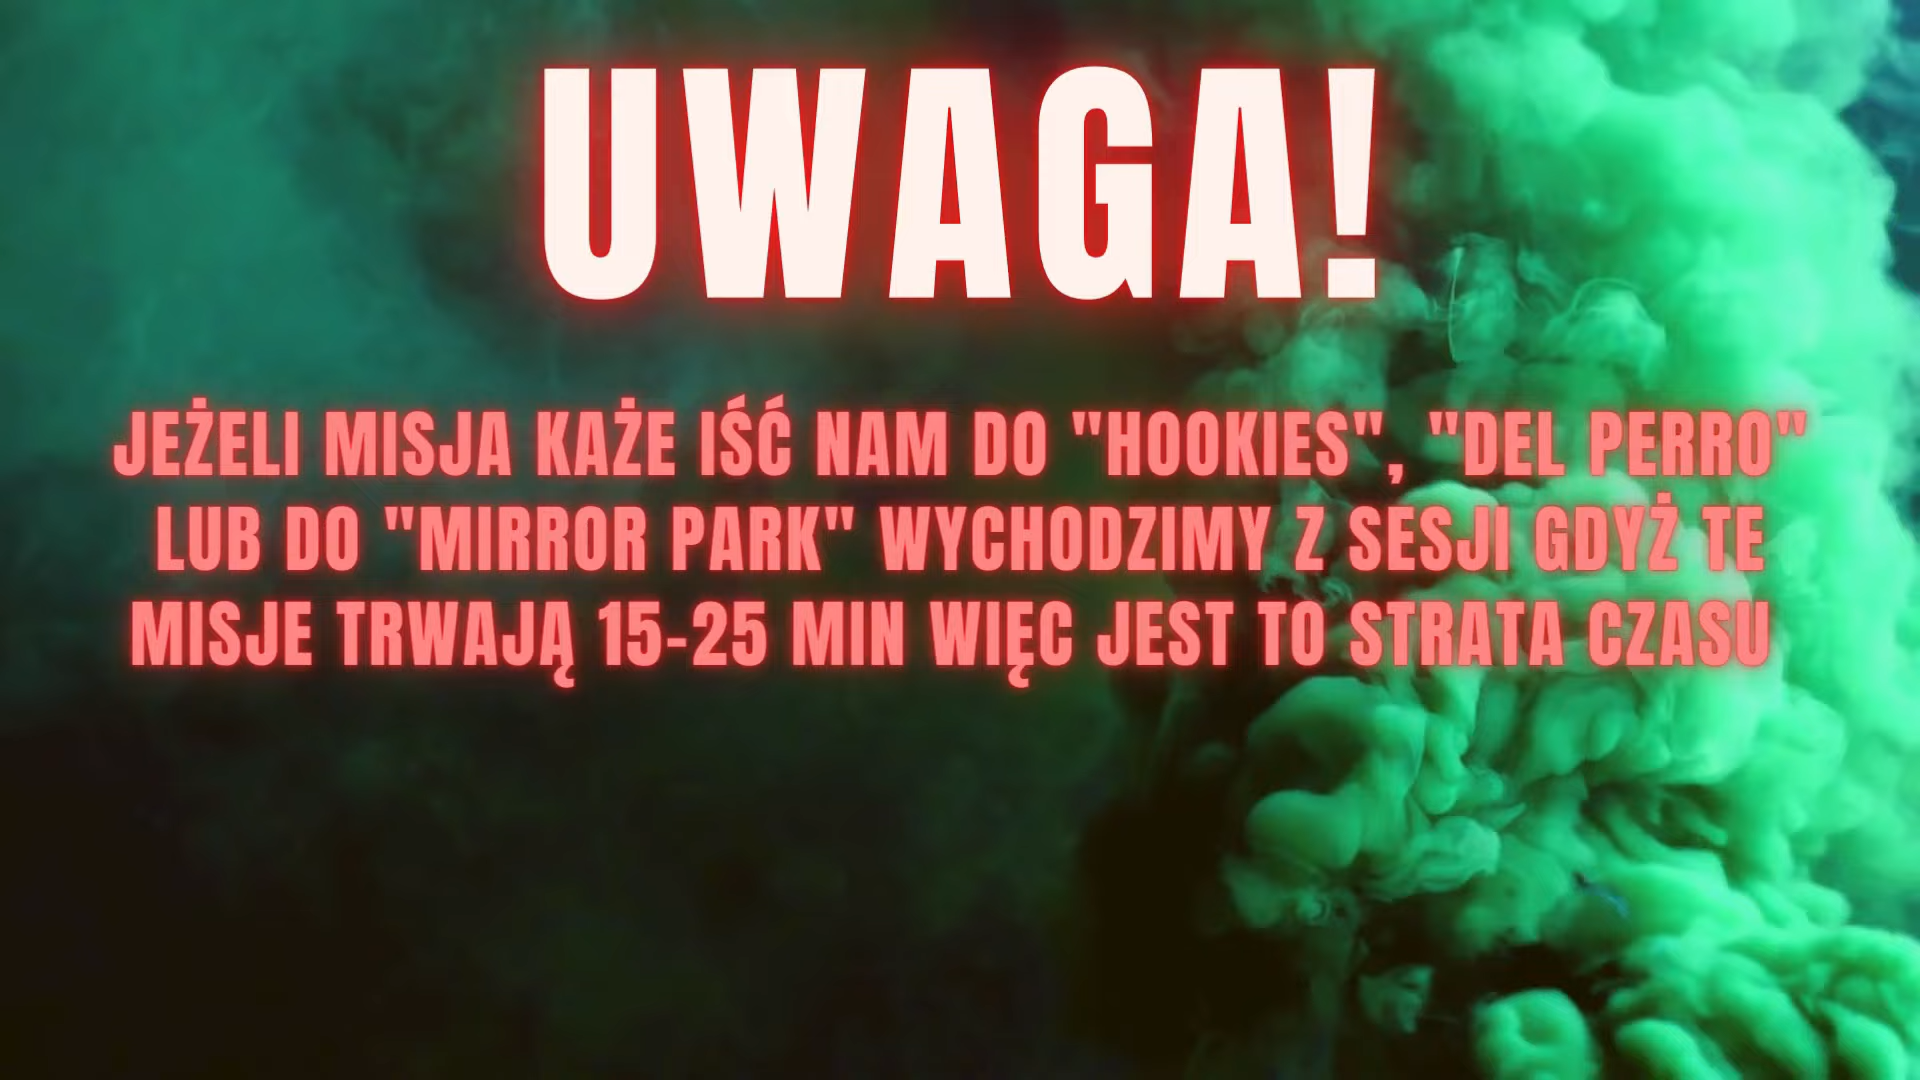 UWAGA!
JEŻELI MISJA KAŻE IŚĆ NAM DO "HOOKIES", "DEL PERRO"
LUB DO "MIRROR PARK" WYCHODZIMY Z SESJI GDYŻ TE
MISJE TRWAJĄ 15-25 MIN WIĘC JEST TO STRATA CZASU